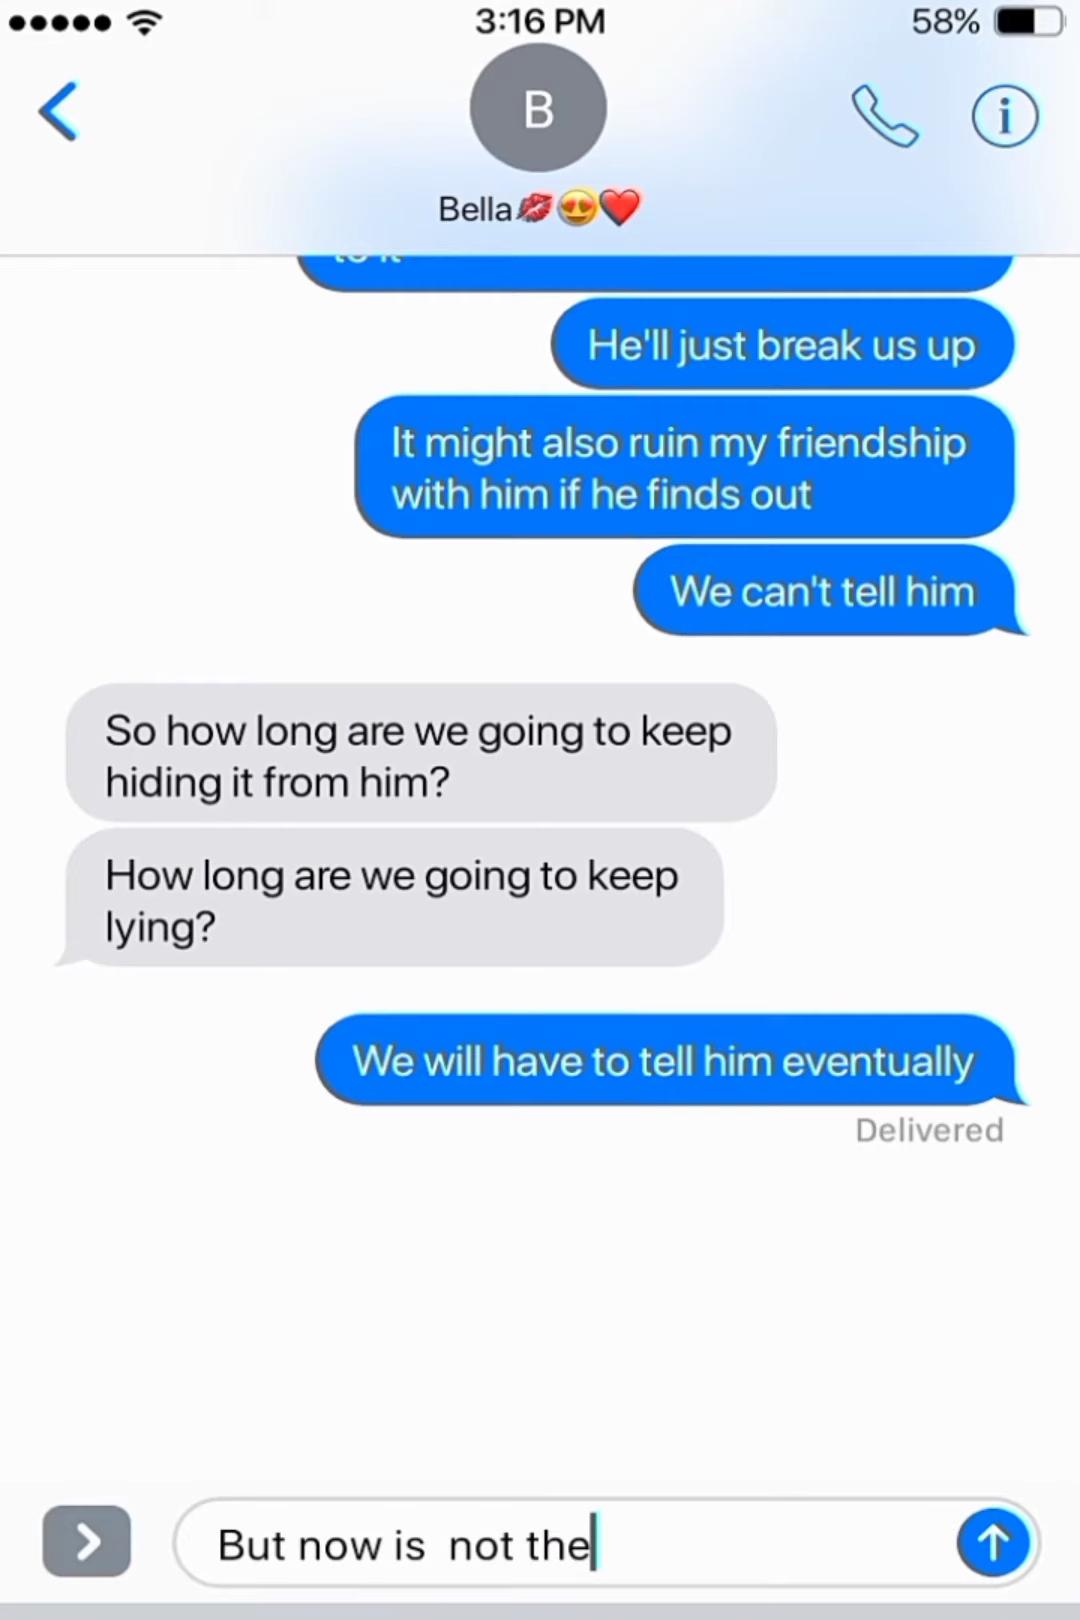 3:16 PM
58%
B
Bella💋😍❤️
to it
He'll just break us up
It might also ruin my friendship
with him if he finds out
We can't tell him
So how long are we going to keep
hiding it from him?
How long are we going to keep
lying?
We will have to tell him eventually
Delivered
But now is  not the